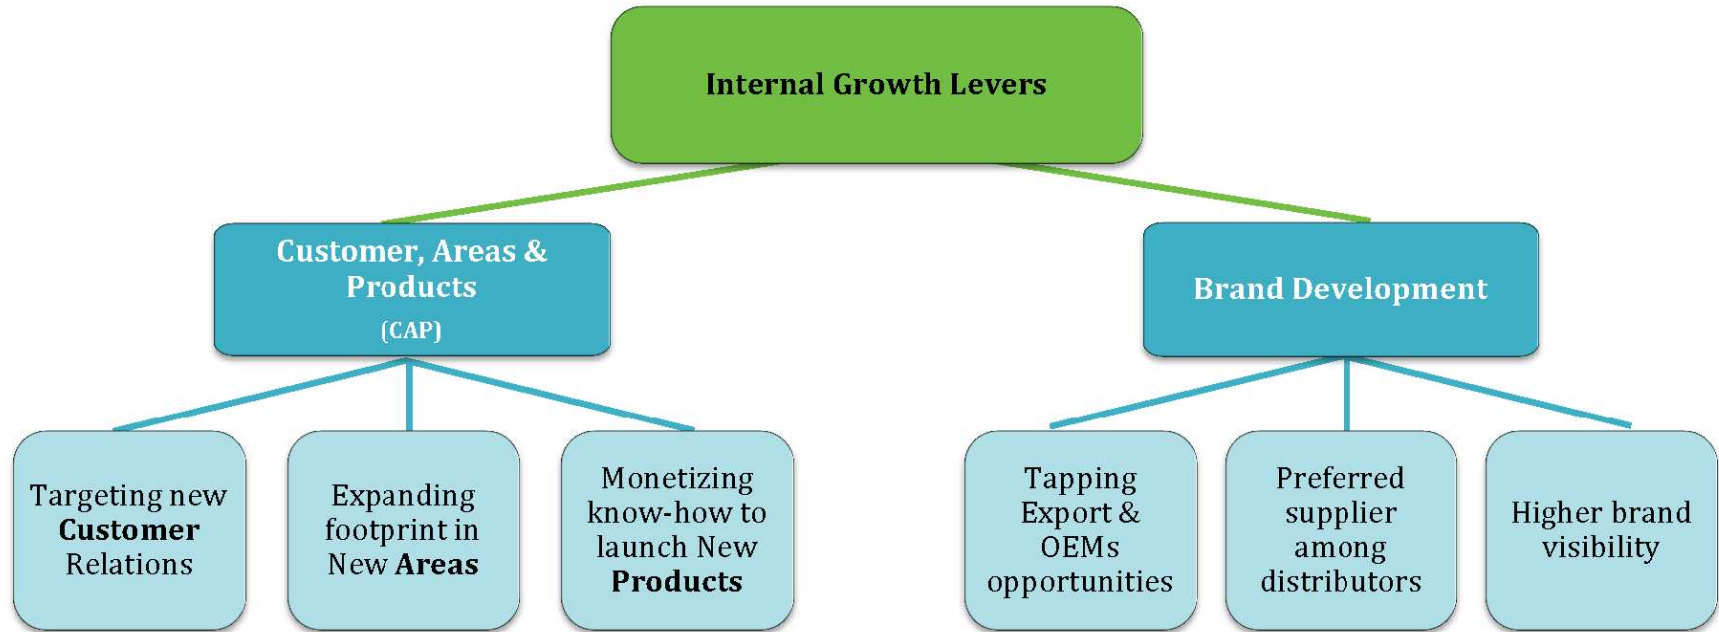 Internal Growth Levers
Customer, Areas &
Products
(CAP)
Brand Development
Targeting new
Customer
Relations
Expanding
footprint in
New Areas
Monetizing
know-how to
launch New
Products
Tapping
Export &
OEMs
opportunities
Preferred
supplier
among
distributors
Higher brand
visibility